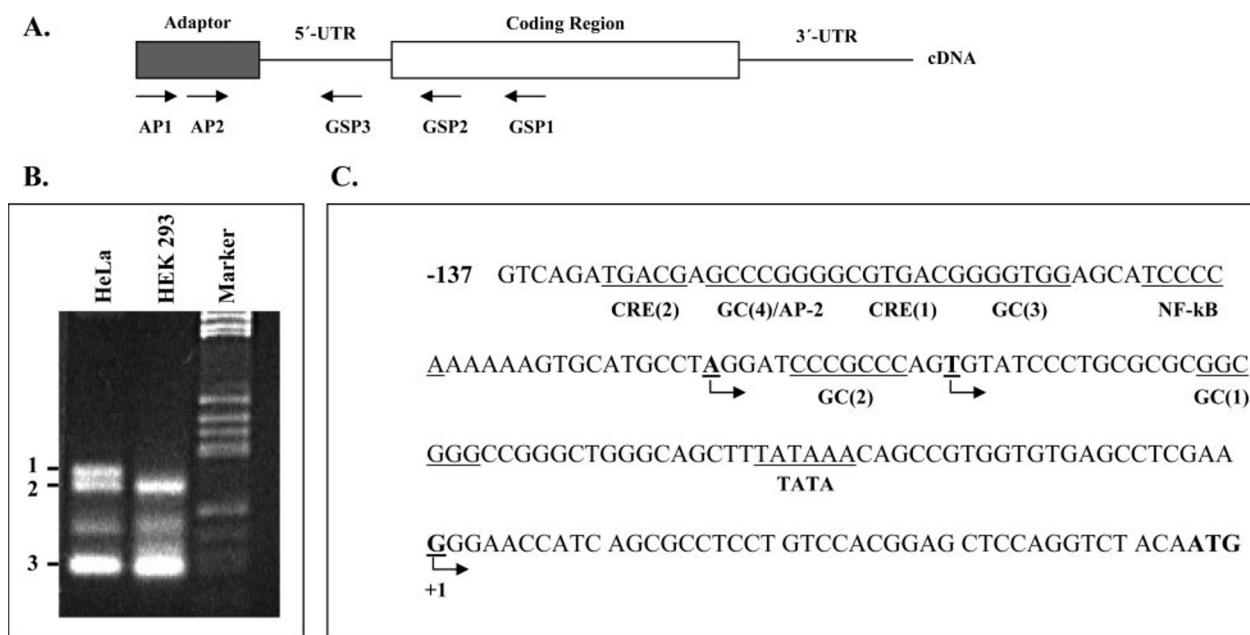 A.
Adaptor
5´-UTR
Coding Region
3´-UTR
cDNA
AP1 AP2 GSP3 GSP2 GSP1
B.
HeLa
HEK 293
Marker
1
2
3
C.
-137 GTCAGATGACGAGCCCGGGGCGTGACGGGGTGGAGCATCCCC
CRE(2) GC(4)/AP-2 CRE(1) GC(3) NF-kB
AAAAAAGTGCATGCCTAGGATCCCGCCCAGTGTATCCCTGCGCGCGGC
GC(2) GC(1)
GGGCCGGGCTGGGCAGCTTTATAAACAGCCGTGGTGTGAGCCTCGAA
TATA
GGGAACCATC AGCGCCTCCT GTCCACGGAG CTCCAGGTCT ACAATG
+1